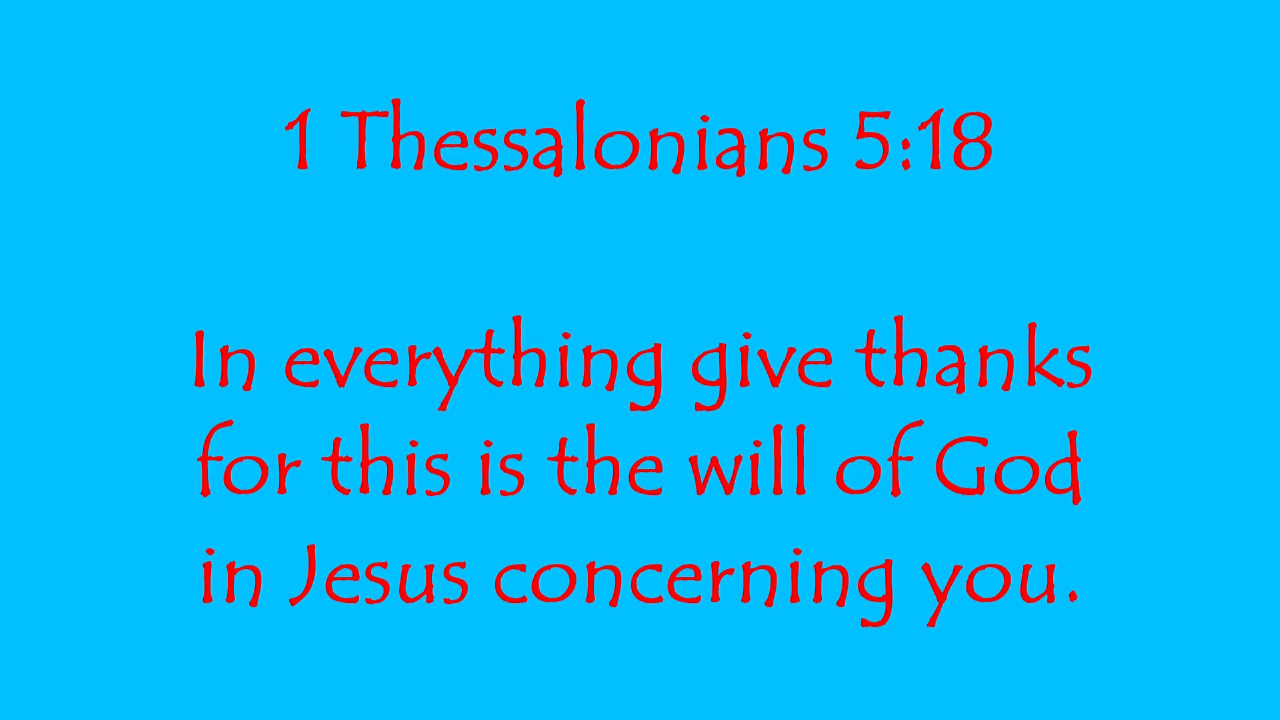 1 Thessalonians 5:18
In everything give thanks
for this is the will of God
in Jesus concerning you.